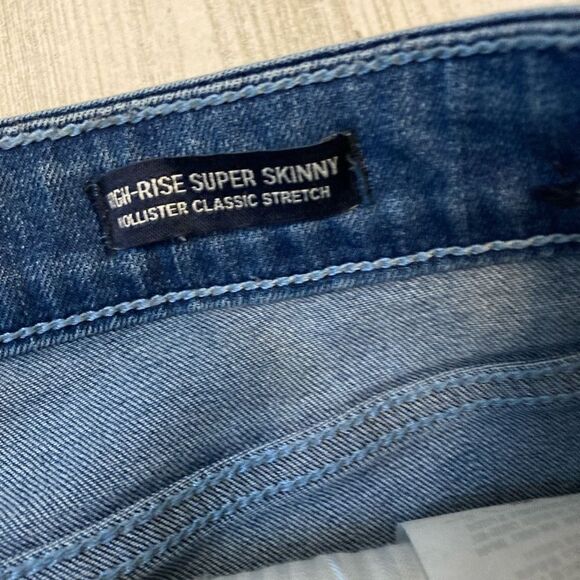 HIGH-RISE SUPER SKINNY
HOLLISTER CLASSIC STRETCH